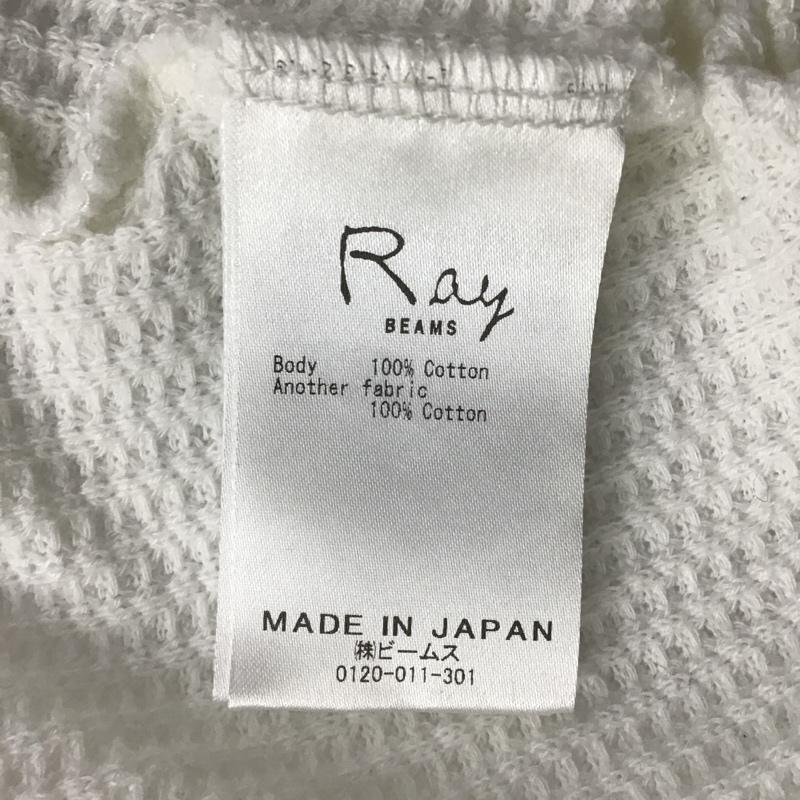 Ray
BEAMS
Body 100% Cotton
Another fabric
100% Cotton
MADE IN JAPAN
㈱ビームス
0120-011-301